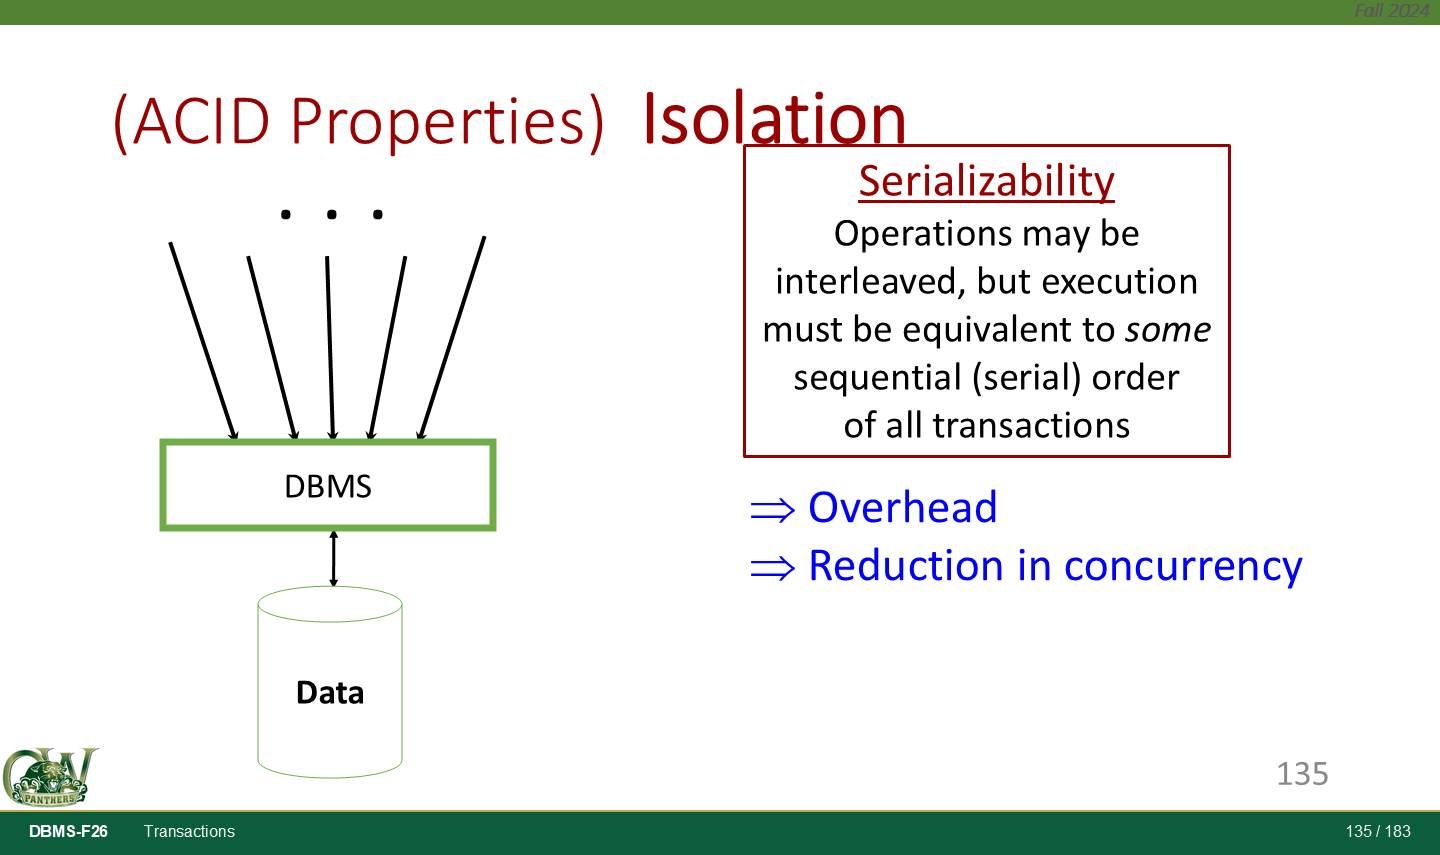 Fall 2024
(ACID Properties) Isolation
. . .
Serializability
Operations may be
interleaved, but execution
must be equivalent to some
sequential (serial) order
of all transactions
DBMS
⇒ Overhead
⇒ Reduction in concurrency
Data
135
OW
PANTHERS
DBMS-F26 Transactions 135 / 183